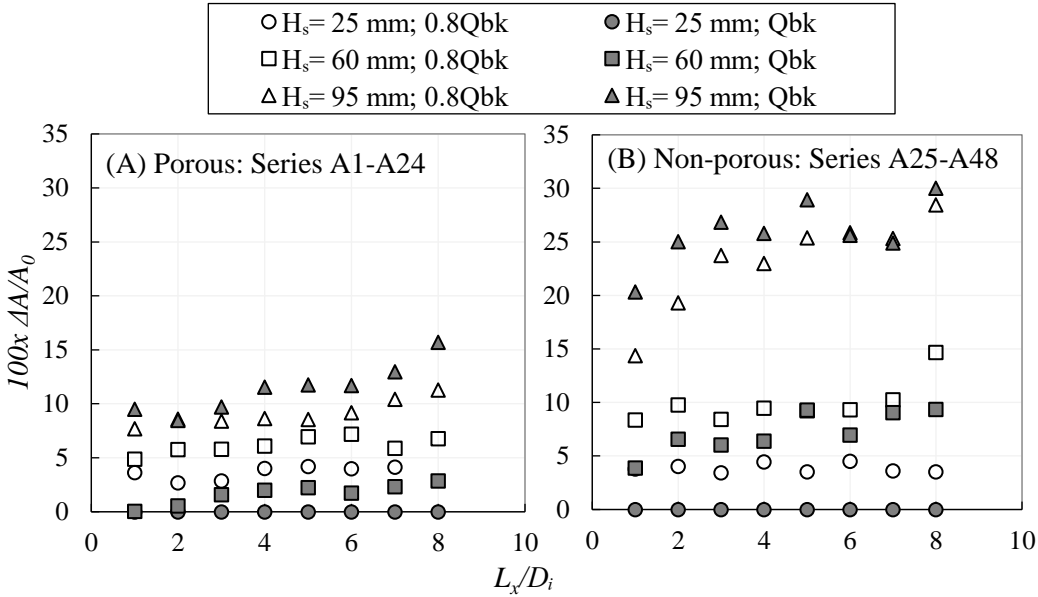 Hs= 25 mm; 0.8Qbk
Hs= 25 mm; Qbk
Hs= 60 mm; 0.8Qbk
Hs= 60 mm; Qbk
Hs= 95 mm; 0.8Qbk
Hs= 95 mm; Qbk
(A) Porous: Series A1-A24
(B) Non-porous: Series A25-A48
100x ΔA/A0
35
30
25
20
15
10
5
0
0 2 4 6 8 10
35
30
25
20
15
10
5
0
0 2 4 6 8 10
Lx/Di